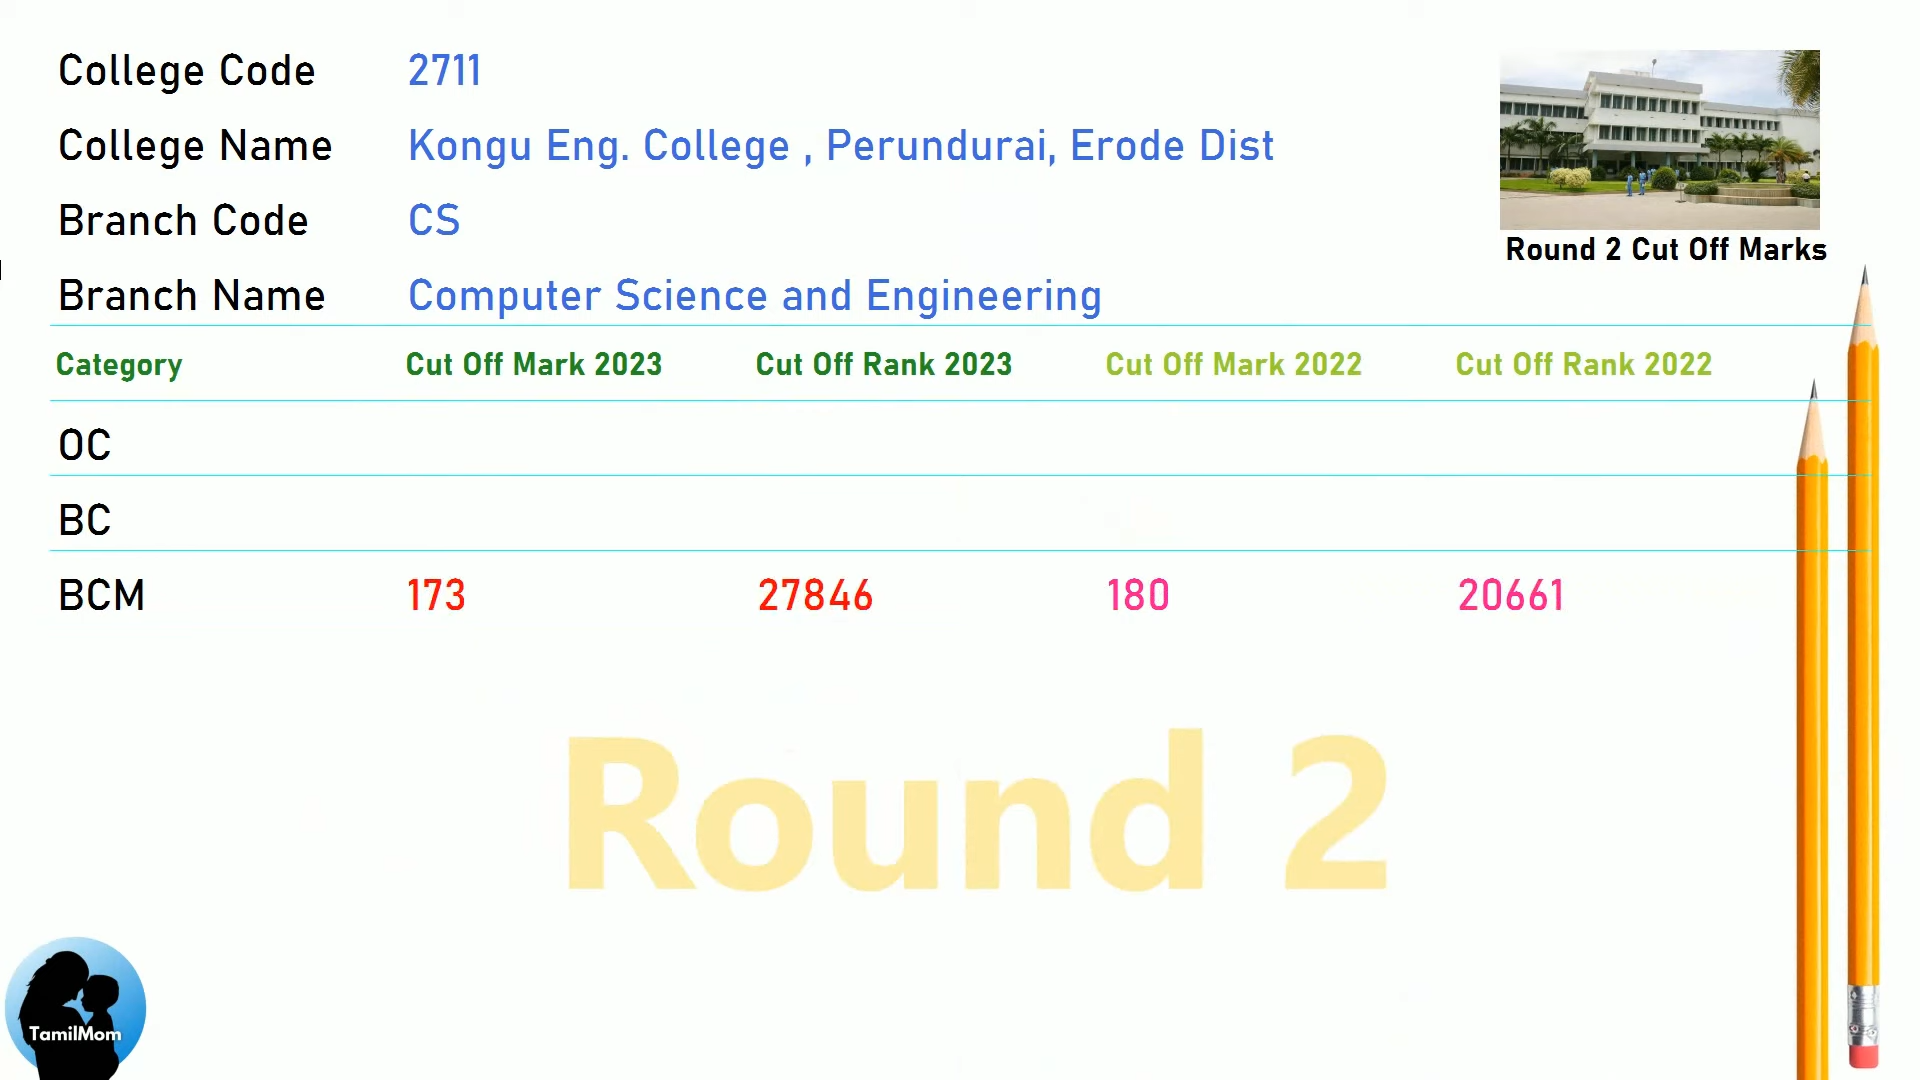 College Code 2711
College Name Kongu Eng. College , Perundurai, Erode Dist
Branch Code CS
Round 2 Cut Off Marks
Branch Name Computer Science and Engineering
Category Cut Off Mark 2023 Cut Off Rank 2023 Cut Off Mark 2022 Cut Off Rank 2022
OC
BC
BCM 173 27846 180 20661
Round 2
TamilMom